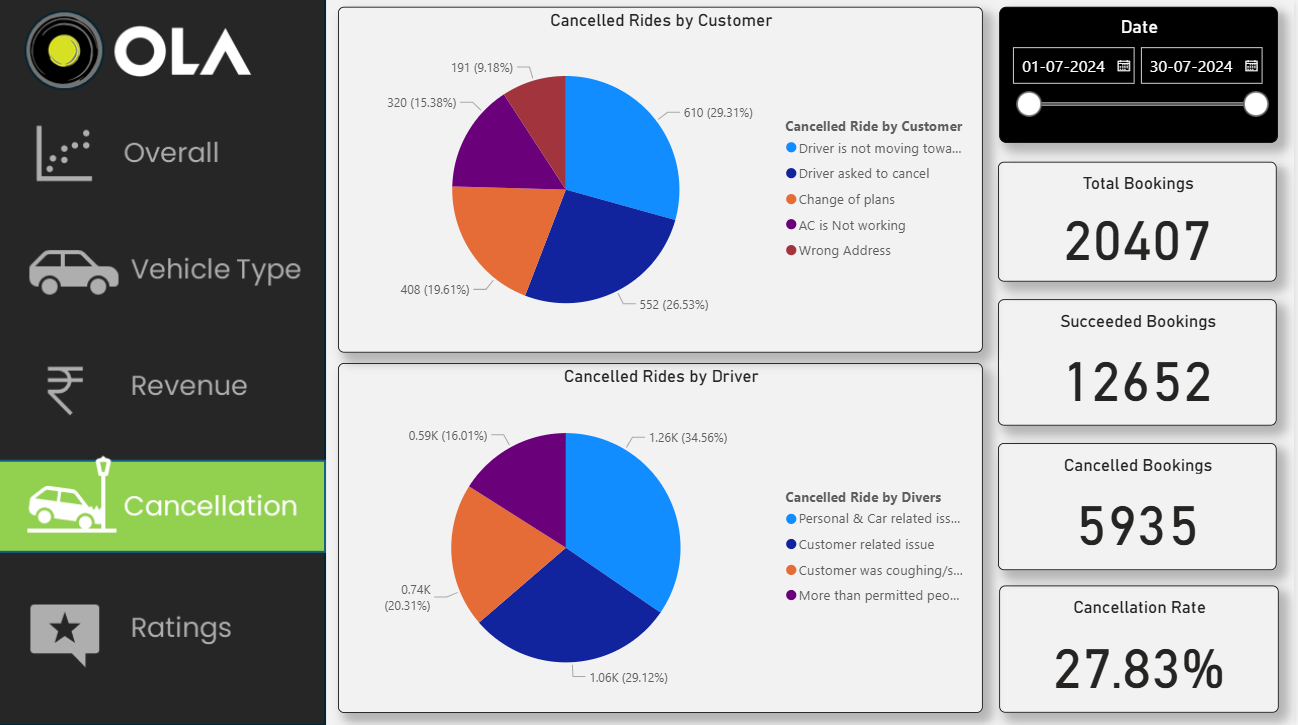 OLA
Overall
Vehicle Type
Revenue
Cancellation
Ratings
Cancelled Rides by Customer
191 (9.18%)
320 (15.38%)
610 (29.31%)
408 (19.61%)
552 (26.53%)
Cancelled Ride by Customer
Driver is not moving towa...
Driver asked to cancel
Change of plans
AC is Not working
Wrong Address
Cancelled Rides by Driver
0.59K (16.01%)
1.26K (34.56%)
0.74K
(20.31%)
1.06K (29.12%)
Cancelled Ride by Divers
Personal & Car related iss...
Customer related issue
Customer was coughing/s...
More than permitted peo...
Date
01-07-2024
30-07-2024
Total Bookings
20407
Succeeded Bookings
12652
Cancelled Bookings
5935
Cancellation Rate
27.83%